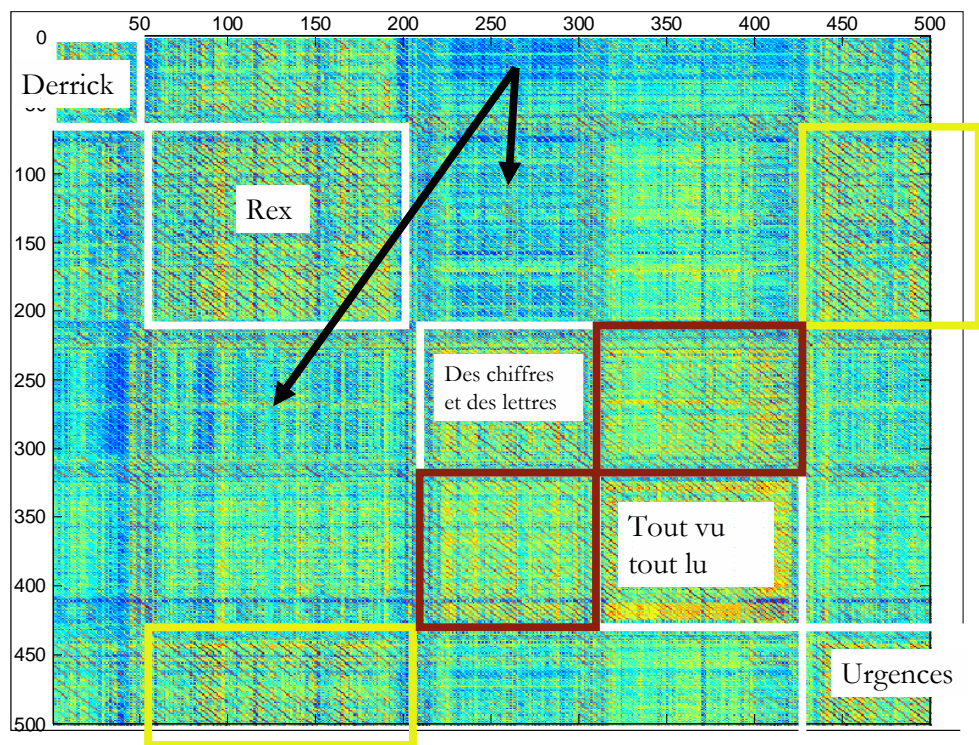 0 50 100 150 200 250 300 350 400 450 500
0
Derrick
100
Rex
150
200
250
Des chiffres
et des lettres
300
350
Tout vu
tout lu
400
450
Urgences
500